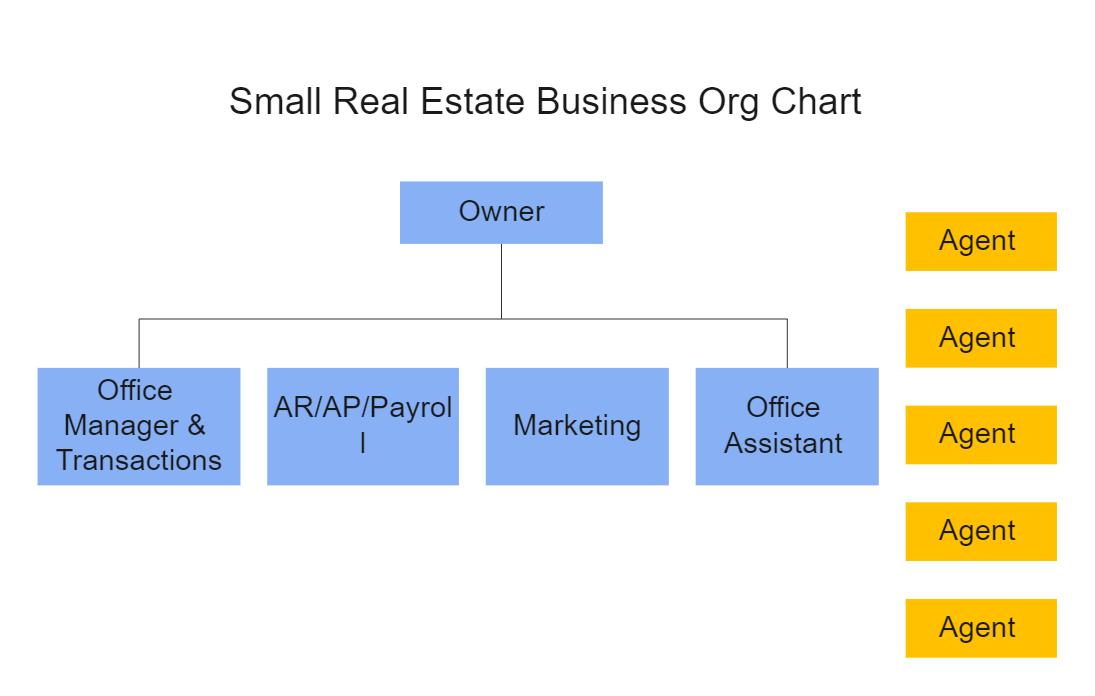 Small Real Estate Business Org Chart
Owner
Office
Manager &
Transactions
AR/AP/Payrol
l
Marketing
Office
Assistant
Agent
Agent
Agent
Agent
Agent